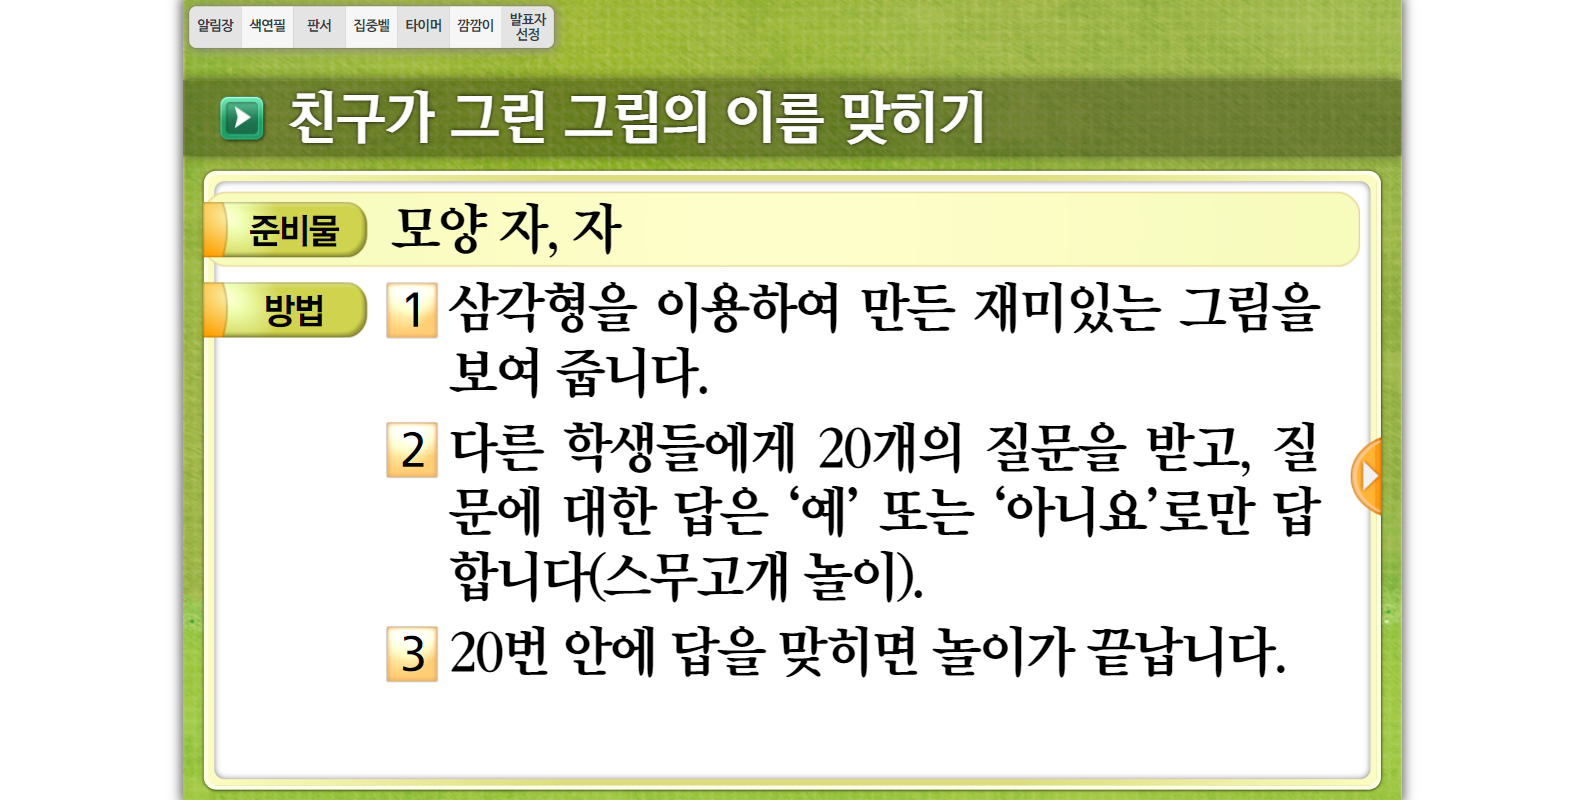 알림장 색연필 판서 집중벨 타이머 깜깜이 발표자
선정
친구가 그린 그림의 이름 맞히기
준비물 모양 자, 자
방법 1 삼각형을 이용하여 만든 재미있는 그림을
보여 줍니다.
2 다른 학생들에게 20개의 질문을 받고, 질
문에 대한 답은 ‘예’ 또는 ‘아니요’로만 답
합니다(스무고개 놀이).
3 20번 안에 답을 맞히면 놀이가 끝납니다.